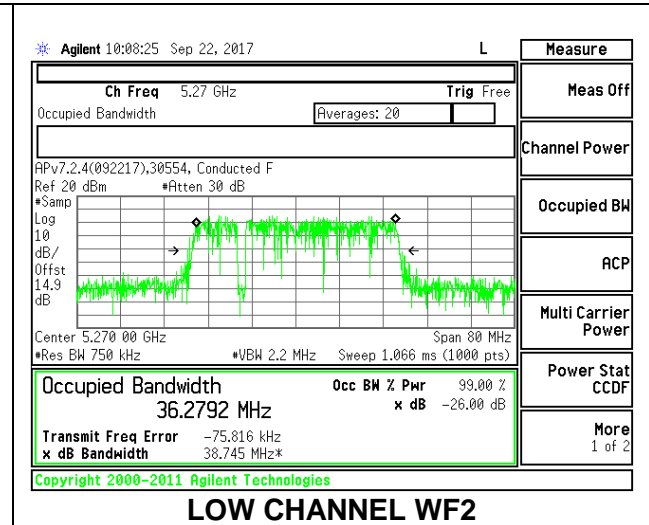 Agilent 10:08:25 Sep 22, 2017 L
Measure
Ch Freq 5.27 GHz Trig Free
Occupied Bandwidth Averages: 20
Meas Off
Channel Power
APv7.2.4(092217),30554, Conducted F
Ref 20 dBm #Atten 30 dB
#Samp
Log
10
dB/
Offst
14.9
dB
Occupied BW
ACP
Center 5.270 00 GHz Span 80 MHz
#Res BW 750 kHz #VBW 2.2 MHz Sweep 1.066 ms (1000 pts)
Multi Carrier
Power
Occupied Bandwidth Occ BW % Pwr 99.00 %
36.2792 MHz x dB -26.00 dB
Power Stat
CCDF
Transmit Freq Error -75.816 kHz
x dB Bandwidth 38.745 MHz*
More
1 of 2
Copyright 2000-2011 Agilent Technologies
LOW CHANNEL WF2